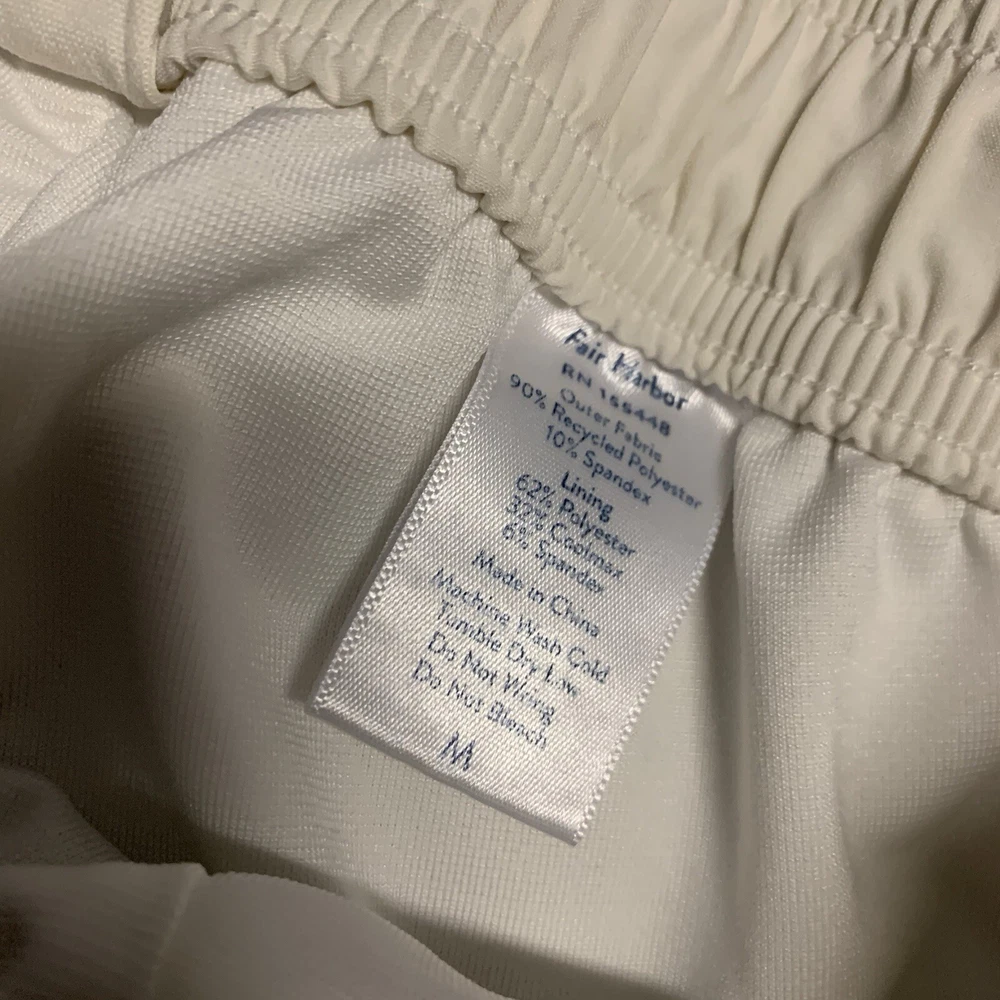 Fair Harbor
RN 155448
Outer Fabric
90% Recycled Polyester
10% Spandex
Lining
62% Polyester
32% Coolmax
6% Spandex
Made in China
Machine Wash Cold
Tumble Dry Low
Do Not Wring
Do Not Bleach
M